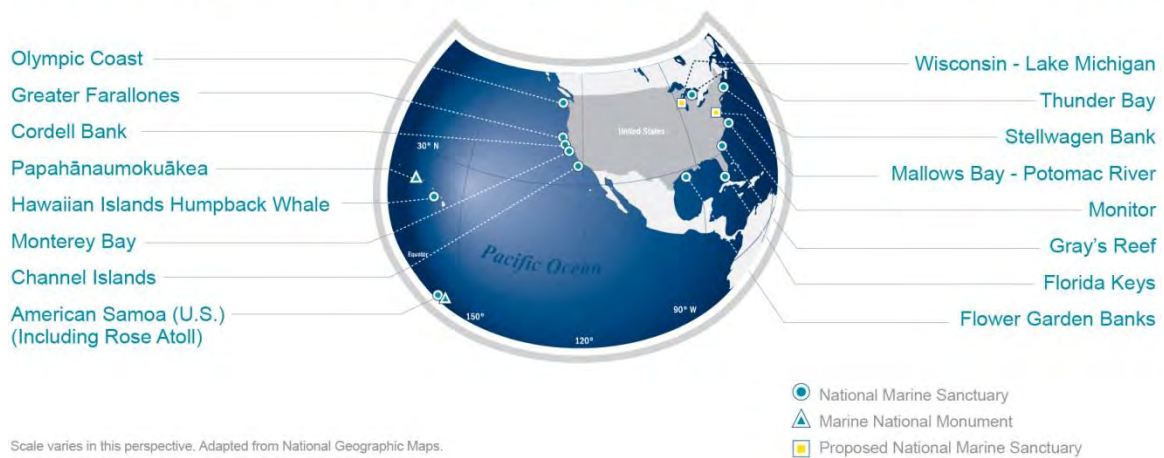 Olympic Coast
Greater Farallones
Cordell Bank
Papahānaumokuākea
Hawaiian Islands Humpback Whale
Monterey Bay
Channel Islands
American Samoa (U.S.)
(Including Rose Atoll)
30° N
United States
Equator
Pacific Ocean
150°
120°
90° W
Wisconsin - Lake Michigan
Thunder Bay
Stellwagen Bank
Mallows Bay - Potomac River
Monitor
Gray's Reef
Florida Keys
Flower Garden Banks
National Marine Sanctuary
Marine National Monument
Proposed National Marine Sanctuary
Scale varies in this perspective. Adapted from National Geographic Maps.